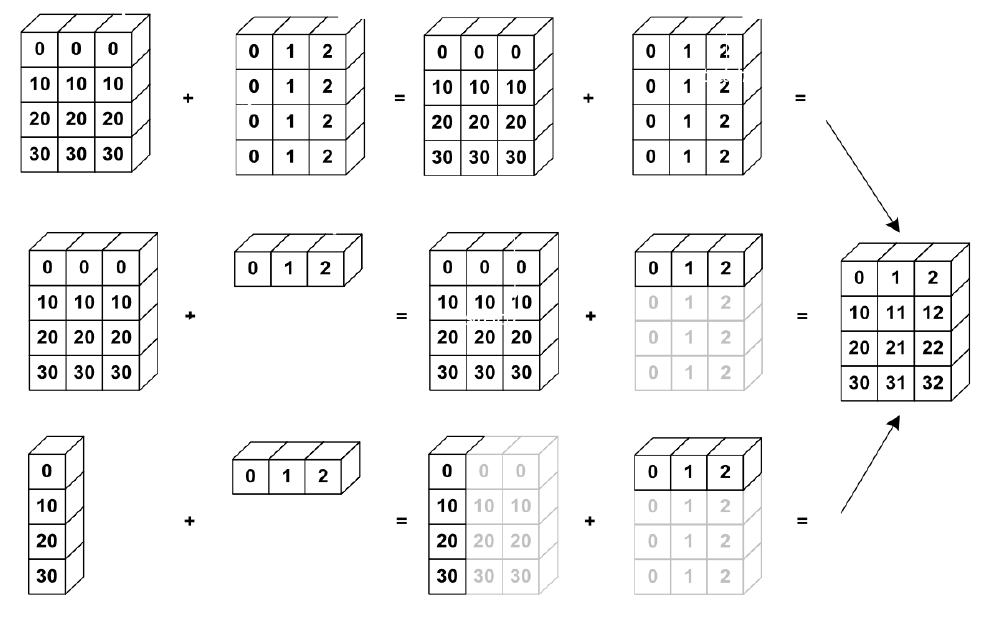 0 0 0 0 1 2 0 0 0 0 1 2
10 10 10 0 1 2 10 10 10 0 1 2
+ = + =
20 20 20 0 1 2 20 20 20 0 1 2
30 30 30 0 1 2 30 30 30 0 1 2
0 0 0 0 1 2 0 0 0 0 1 2 0 1 2
10 10 10 10 10 10 0 1 2 10 11 12
+ = + =
20 20 20 20 20 20 0 1 2 20 21 22
30 30 30 30 30 30 0 1 2 30 31 32
0 0 1 2 0 0 0 0 1 2
10 10 10 10 0 1 2
+ = + =
20 20 20 20 0 1 2
30 30 30 30 0 1 2